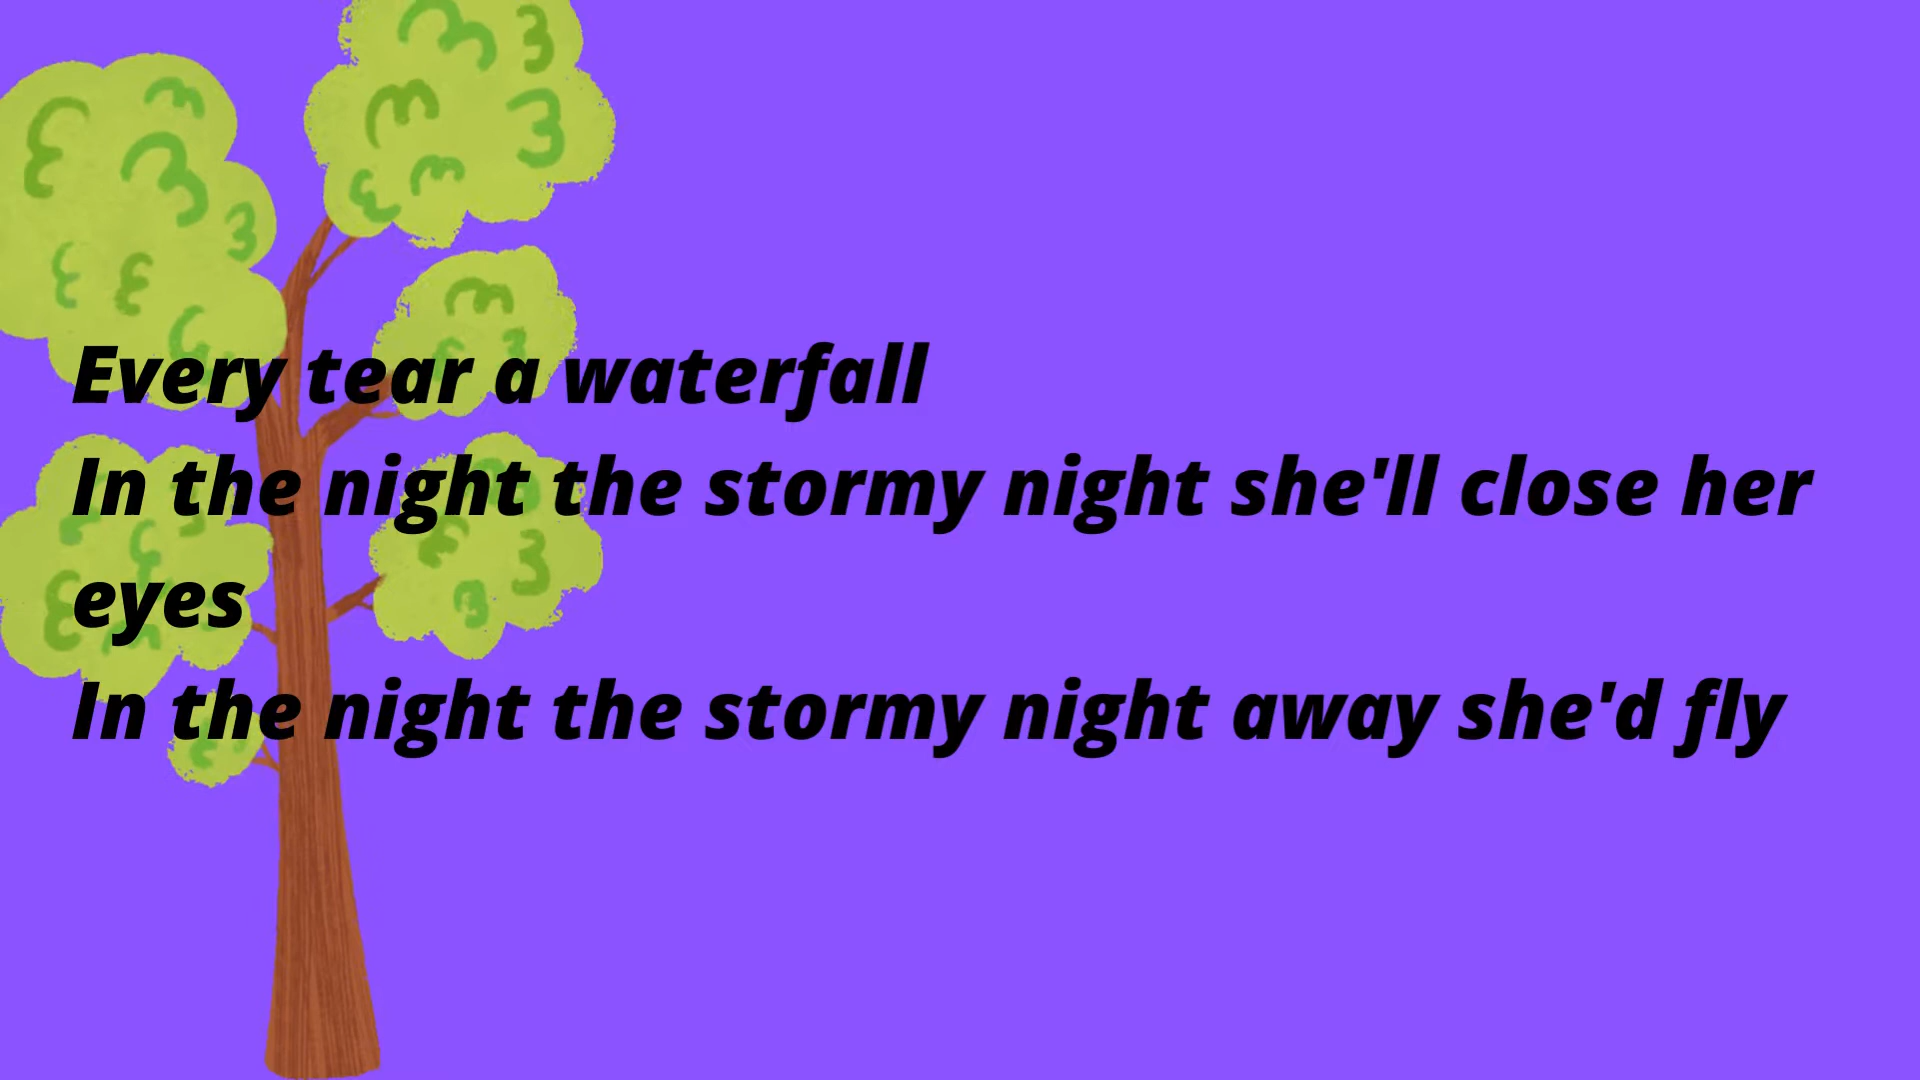 Every tear a waterfall
In the night the stormy night she'll close her
eyes
In the night the stormy night away she'd fly